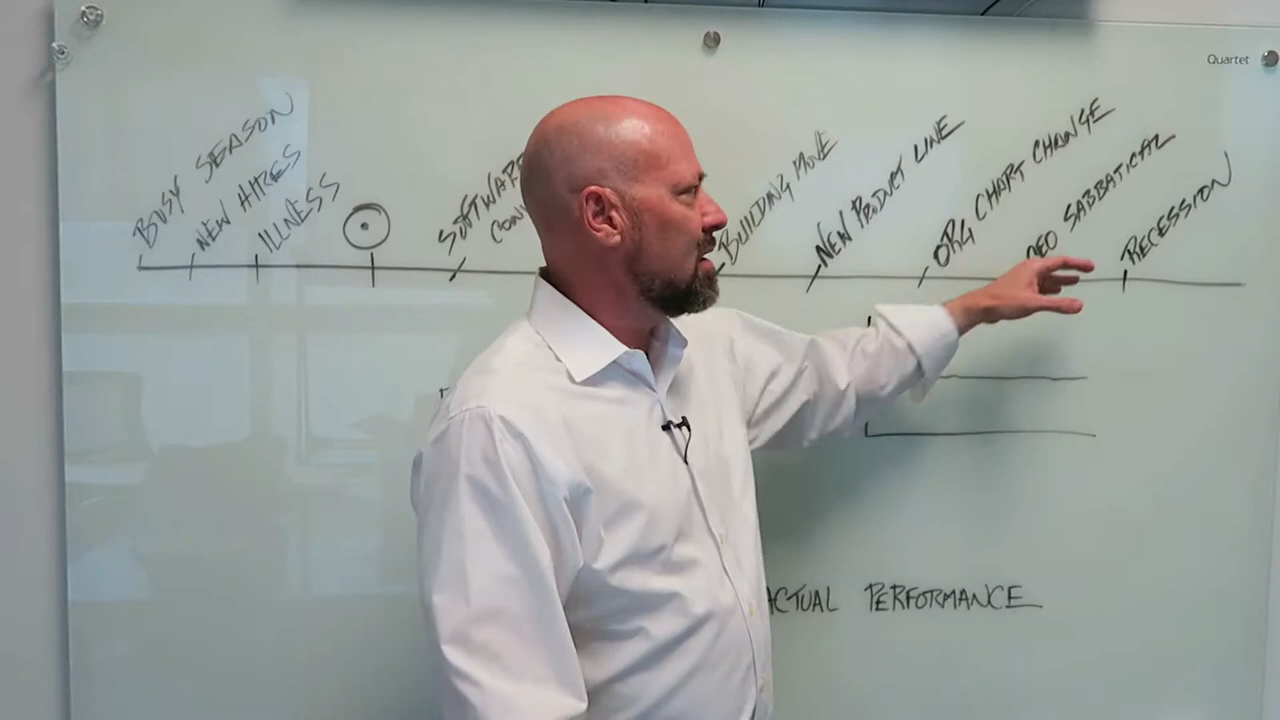 Quartet
BUSY SEASON
NEW HIRES
ILLNESS
SOFTWARE
BUILDING MOVE
NEW PRODUCT LINE
ORG CHART CHANGE
CEO SABBATICAL
RECESSION
ACTUAL PERFORMANCE